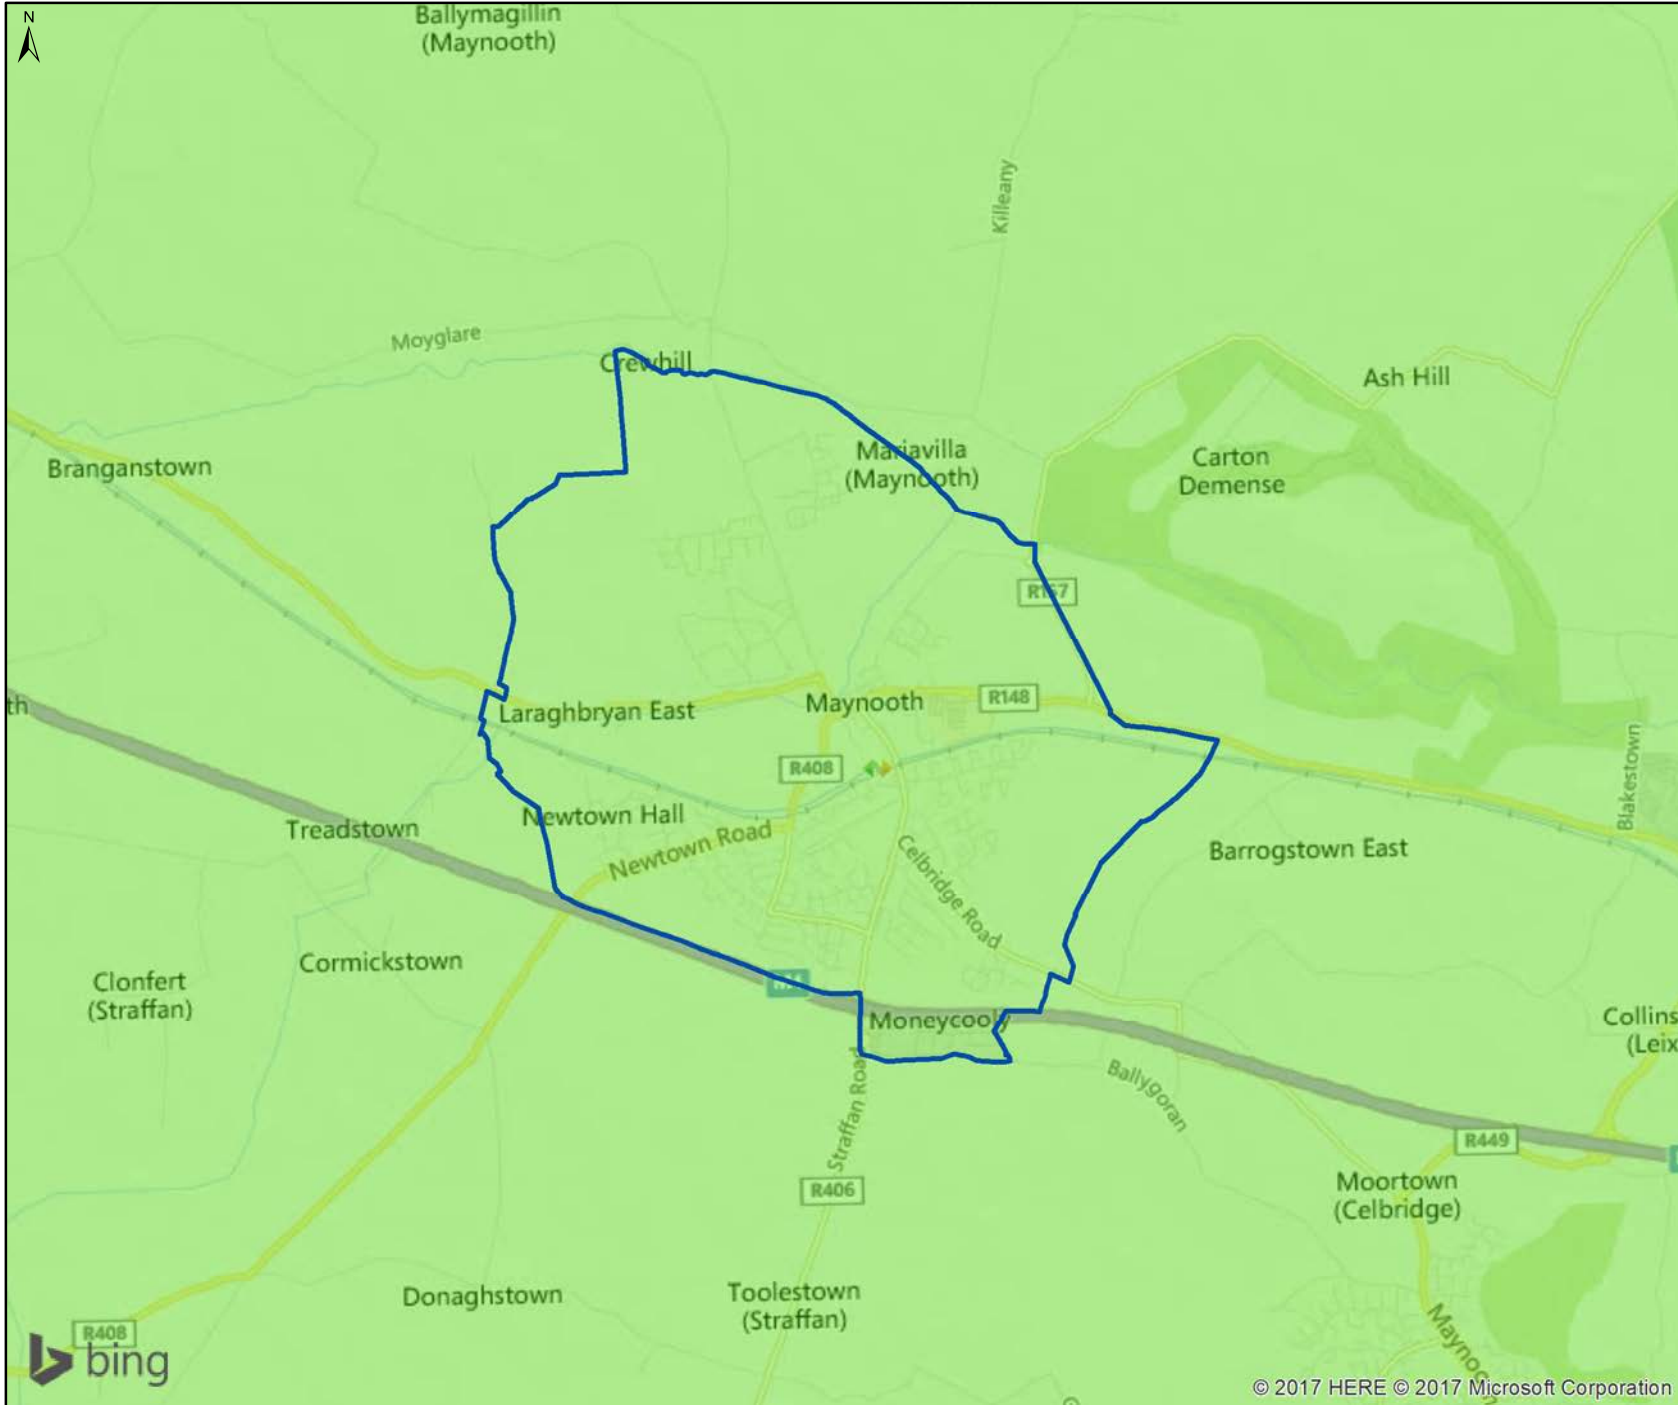 N
Ballymagillin
(Maynooth)
Killeany
Moyglare
Crewhill
Ash Hill
Mariavilla
(Maynooth)
Carton
Demense
Branganstown
R157
th
Laraghbryan East
Maynooth
R148
R408
Blakestown
Newtown Hall
Treadstown
Newtown Road
Celbridge Road
Barrogstown East
Cormickstown
Clonfert
(Straffan)
Moneycooly
Collins
(Leix
Straffan Road
Ballygoran
R449
R406
Moortown
(Celbridge)
Donaghstown
Toolestown
(Straffan)
R408
bing
© 2017 HERE © 2017 Microsoft Corporation